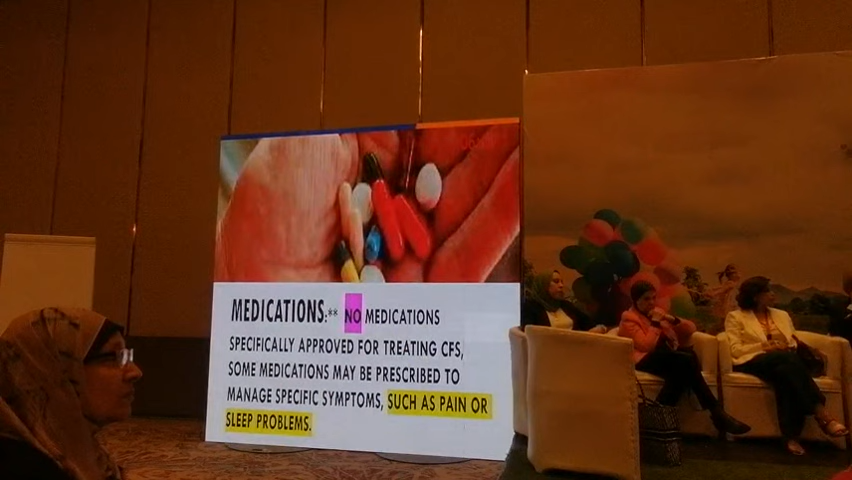 MEDICATIONS:** NO MEDICATIONS
SPECIFICALLY APPROVED FOR TREATING CFS,
SOME MEDICATIONS MAY BE PRESCRIBED TO
MANAGE SPECIFIC SYMPTOMS, SUCH AS PAIN OR
SLEEP PROBLEMS.